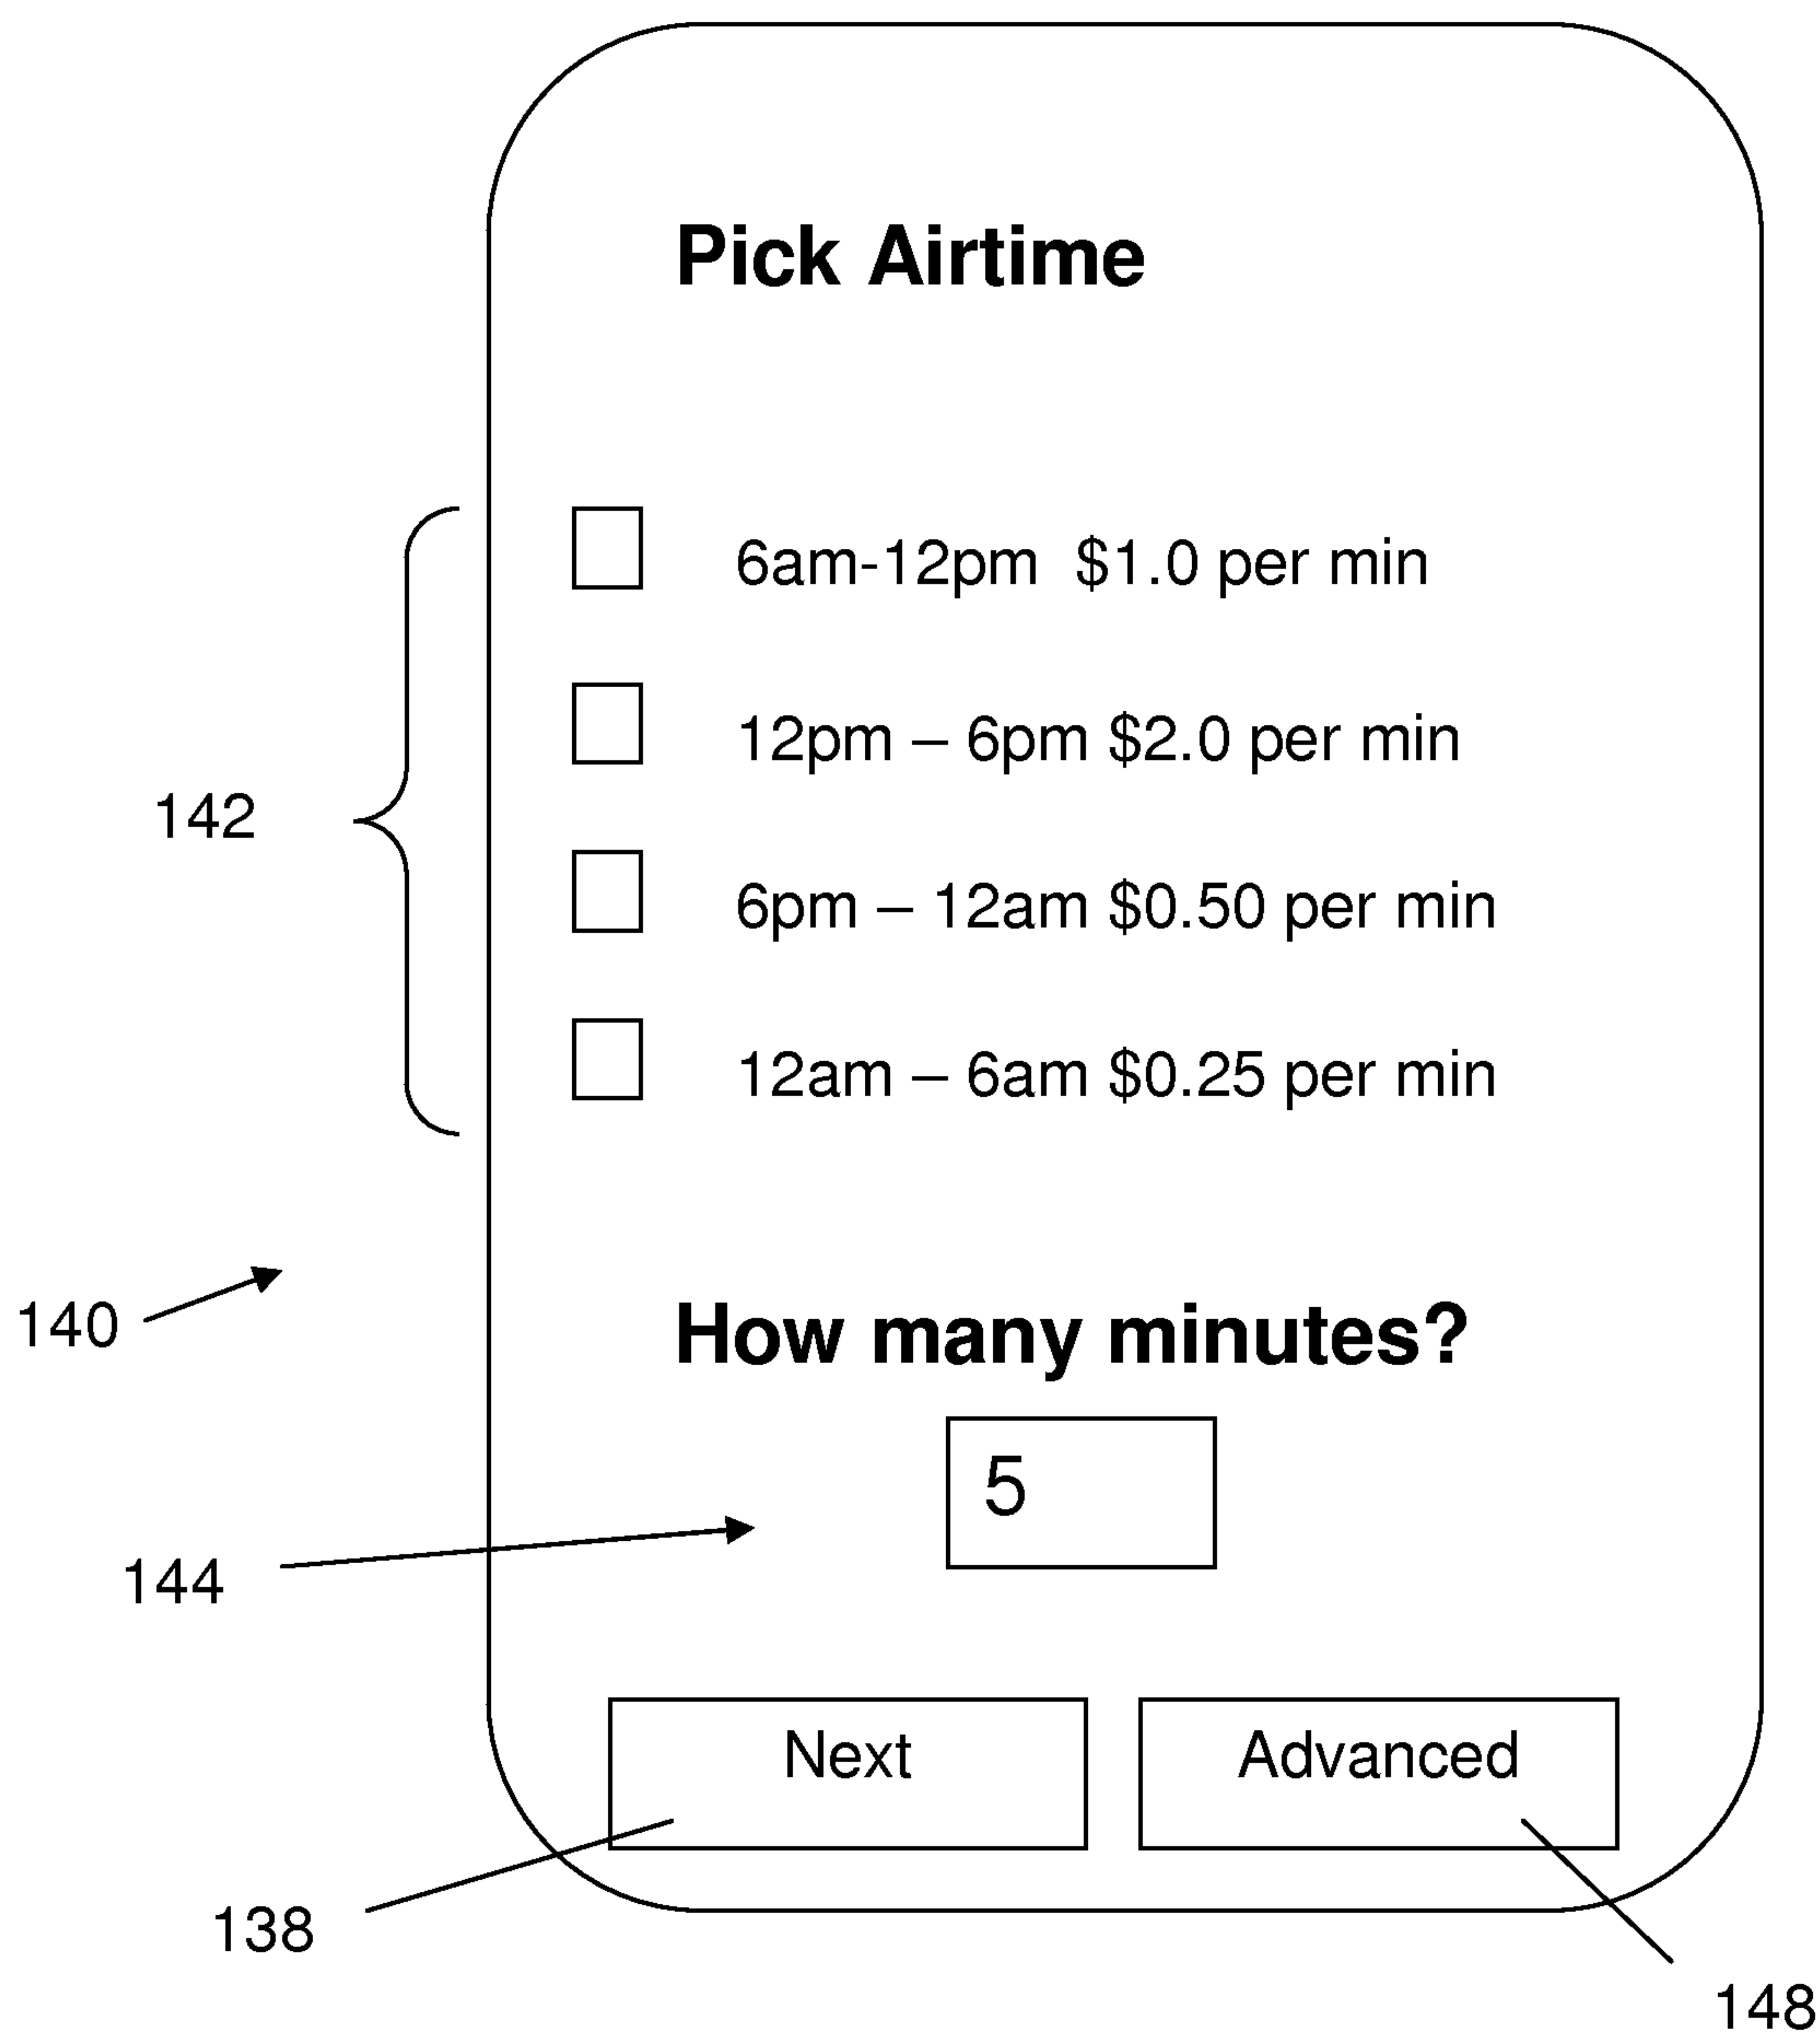 Pick Airtime
6am-12pm $1.0 per min
12pm – 6pm $2.0 per min
142
6pm – 12am $0.50 per min
12am – 6am $0.25 per min
140
How many minutes?
5
144
Next
Advanced
138
148